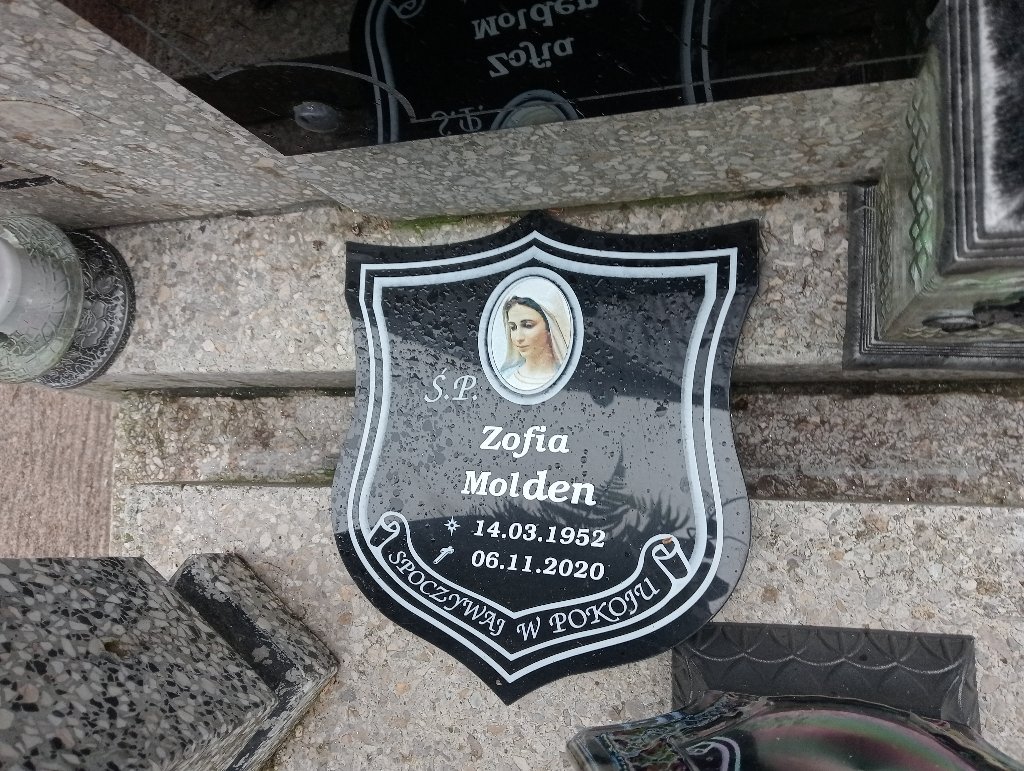 Ś.P.
Zofia
Molden
14.03.1952
06.11.2020
SPOCZYWAJ W POKOJU
Molden
Zofia
Ś.P.